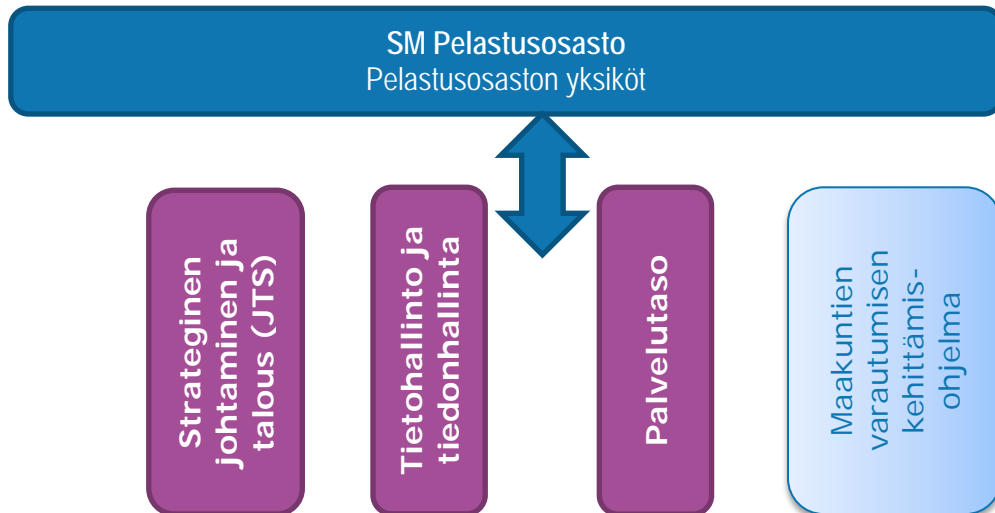 SM Pelastusosasto
Pelastusosaston yksiköt
Strateginen
johtaminen ja
talous (JTS)
Tietohallinto ja
tiedonhallinta
Palvelutaso
Maakuntien
varautumisen
kehittämis-
ohjelma